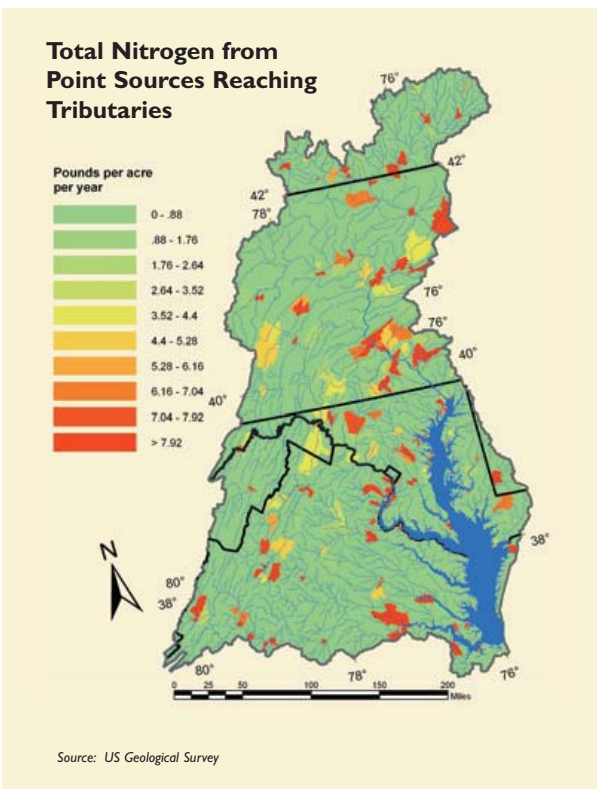 Total Nitrogen from
Point Sources Reaching
Tributaries
Pounds per acre
per year
0 - .88
.88 - 1.76
1.76 - 2.64
2.64 - 3.52
3.52 - 4.4
4.4 - 5.28
5.28 - 6.16
6.16 - 7.04
7.04 - 7.92
> 7.92
76°
42°
42°
78°
76°
76°
40°
40°
38°
N
80°
38°
80°
78°
76°
0 25 50 100 150 200
Miles
Source: US Geological Survey